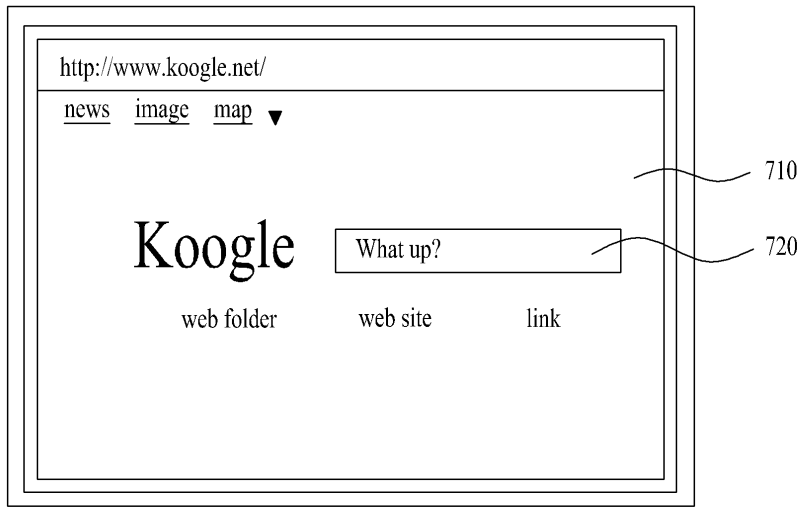 http://www.koogle.net/
news image map ▼
710
Koogle What up? 720
web folder web site link